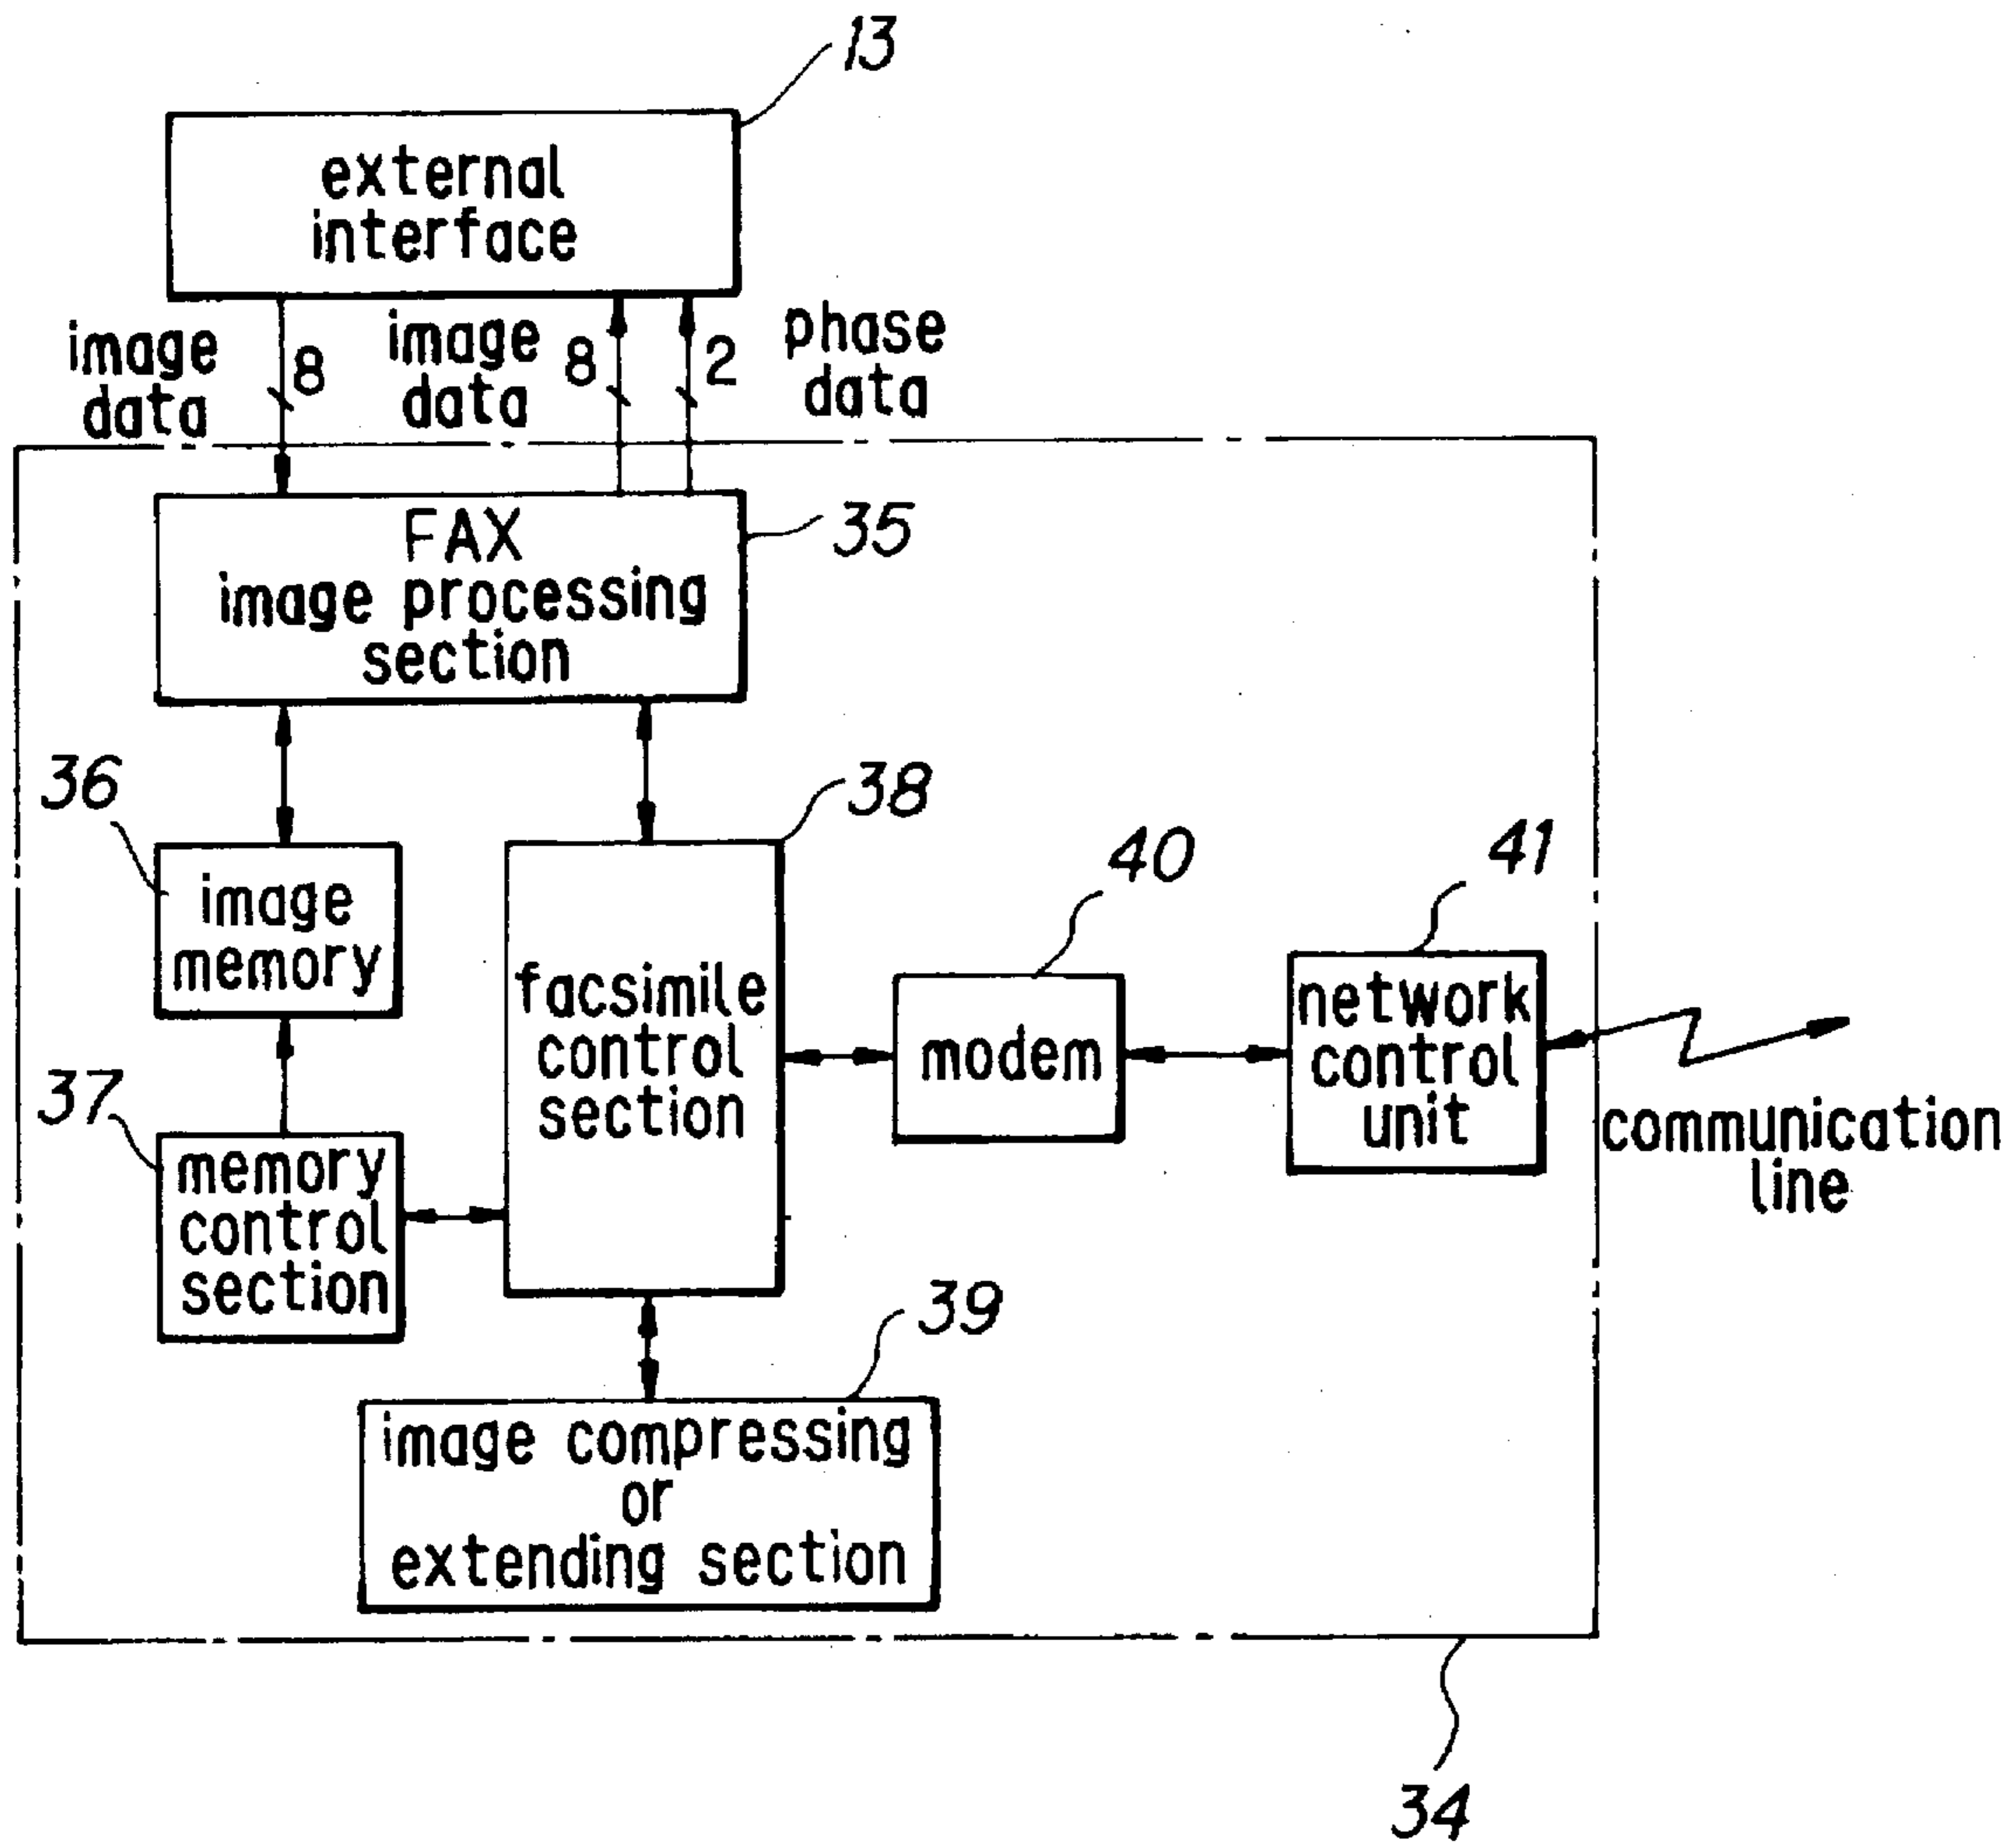 13
external
interface
image
data
8
image
data
8
2
phase
data
FAX
image processing
section
35
36
image
memory
38
facsimile
control
section
40
modem
41
network
control
unit
communication
line
37
memory
control
section
39
image compressing
or
extending section
34